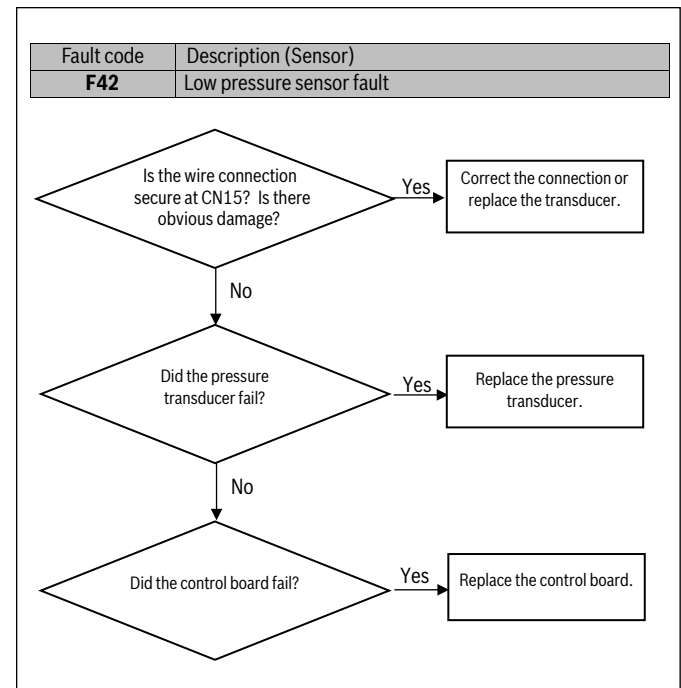 Fault code Description (Sensor)
F42 Low pressure sensor fault
Is the wire connection
secure at CN15? Is there
obvious damage?
Yes
Correct the connection or
replace the transducer.
No
Did the pressure
transducer fail?
Yes
Replace the pressure
transducer.
No
Did the control board fail?
Yes
Replace the control board.